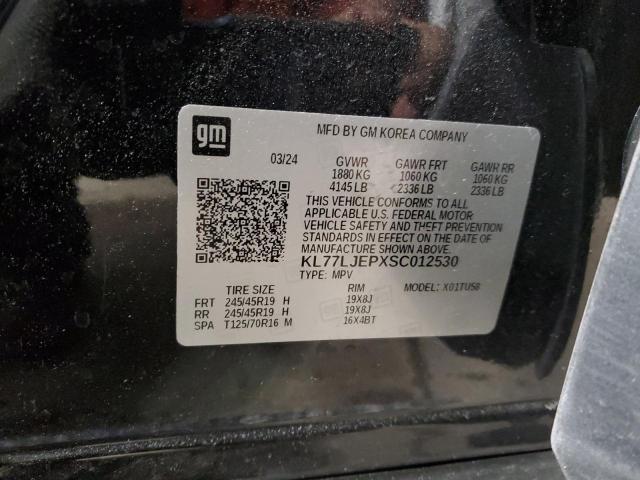 gm
MFD BY GM KOREA COMPANY
03/24 GVWR GAWR FRT GAWR RR
1880 KG 1060 KG 1060 KG
4145 LB 2336 LB 2336 LB
THIS VEHICLE CONFORMS TO ALL
APPLICABLE U.S. FEDERAL MOTOR
VEHICLE SAFETY AND THEFT PREVENTION
STANDARDS IN EFFECT ON THE DATE OF
MANUFACTURE SHOWN ABOVE.
KL77LJEPXSC012530
TYPE: MPV MODEL: X01TUS8
TIRE SIZE RIM
FRT 245/45R19 H 19X8J
RR 245/45R19 H 19X8J
SPA T125/70R16 M 16X4BT